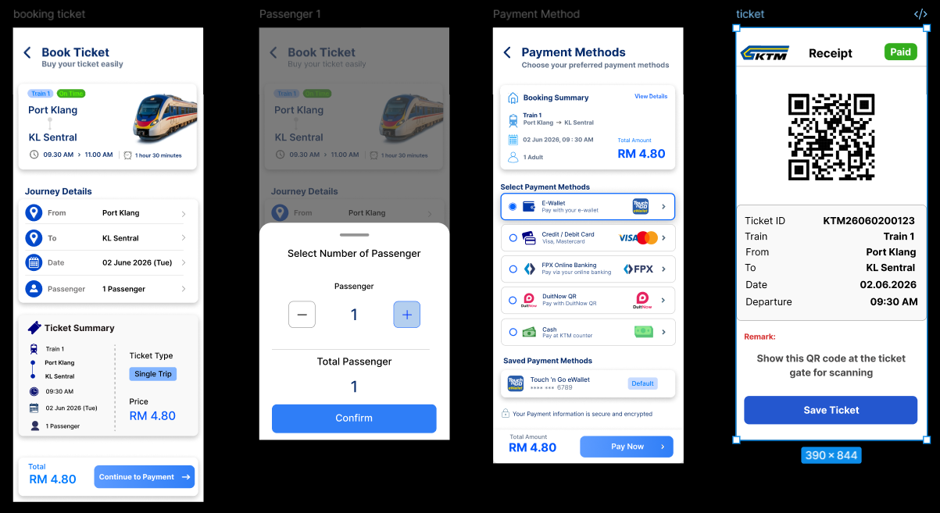 booking ticket
Book Ticket
Buy your ticket easily
Train 1 On Time
Port Klang
KL Sentral
09.30 AM > 11.00 AM 1 hour 30 minutes
Journey Details
From Port Klang
To KL Sentral
Date 02 June 2026 (Tue)
Passenger 1 Passenger
Ticket Summary
Train 1
Port Klang
KL Sentral
09:30 AM
02 Jun 2026 (Tue)
1 Passenger
Ticket Type
Single Trip
Price
RM 4.80
Total
RM 4.80
Continue to Payment →
Passenger 1
Book Ticket
Buy your ticket easily
Train 1 On Time
Port Klang
KL Sentral
09.30 AM > 11.00 AM 1 hour 30 minutes
Journey Details
From Port Klang
Select Number of Passenger
Passenger
− 1 +
Total Passenger
1
Confirm
Payment Method
Payment Methods
Choose your preferred payment methods
Booking Summary View Details
Train 1
Port Klang → KL Sentral
02 Jun 2026, 09 : 30 AM
1 Adult
Total Amount
RM 4.80
Select Payment Methods
E-Wallet
Pay with your e-wallet
Touch 'n Go
Credit / Debit Card
Visa, Mastercard
VISA
FPX Online Banking
Pay via your online banking
FPX
DuitNow QR
Pay with DuitNow QR
DuitNow
DuitNow
Cash
Pay at KTM counter
Saved Payment Methods
Touch 'n Go eWallet
•••• ••• 6789
Default
Your Payment information is secure and encrypted
Total Amount
RM 4.80
Pay Now >
ticket </>
KTM Receipt Paid
Ticket ID KTM26060200123
Train Train 1
From Port Klang
To KL Sentral
Date 02.06.2026
Departure 09:30 AM
Remark:
Show this QR code at the ticket
gate for scanning
Save Ticket
390 × 844